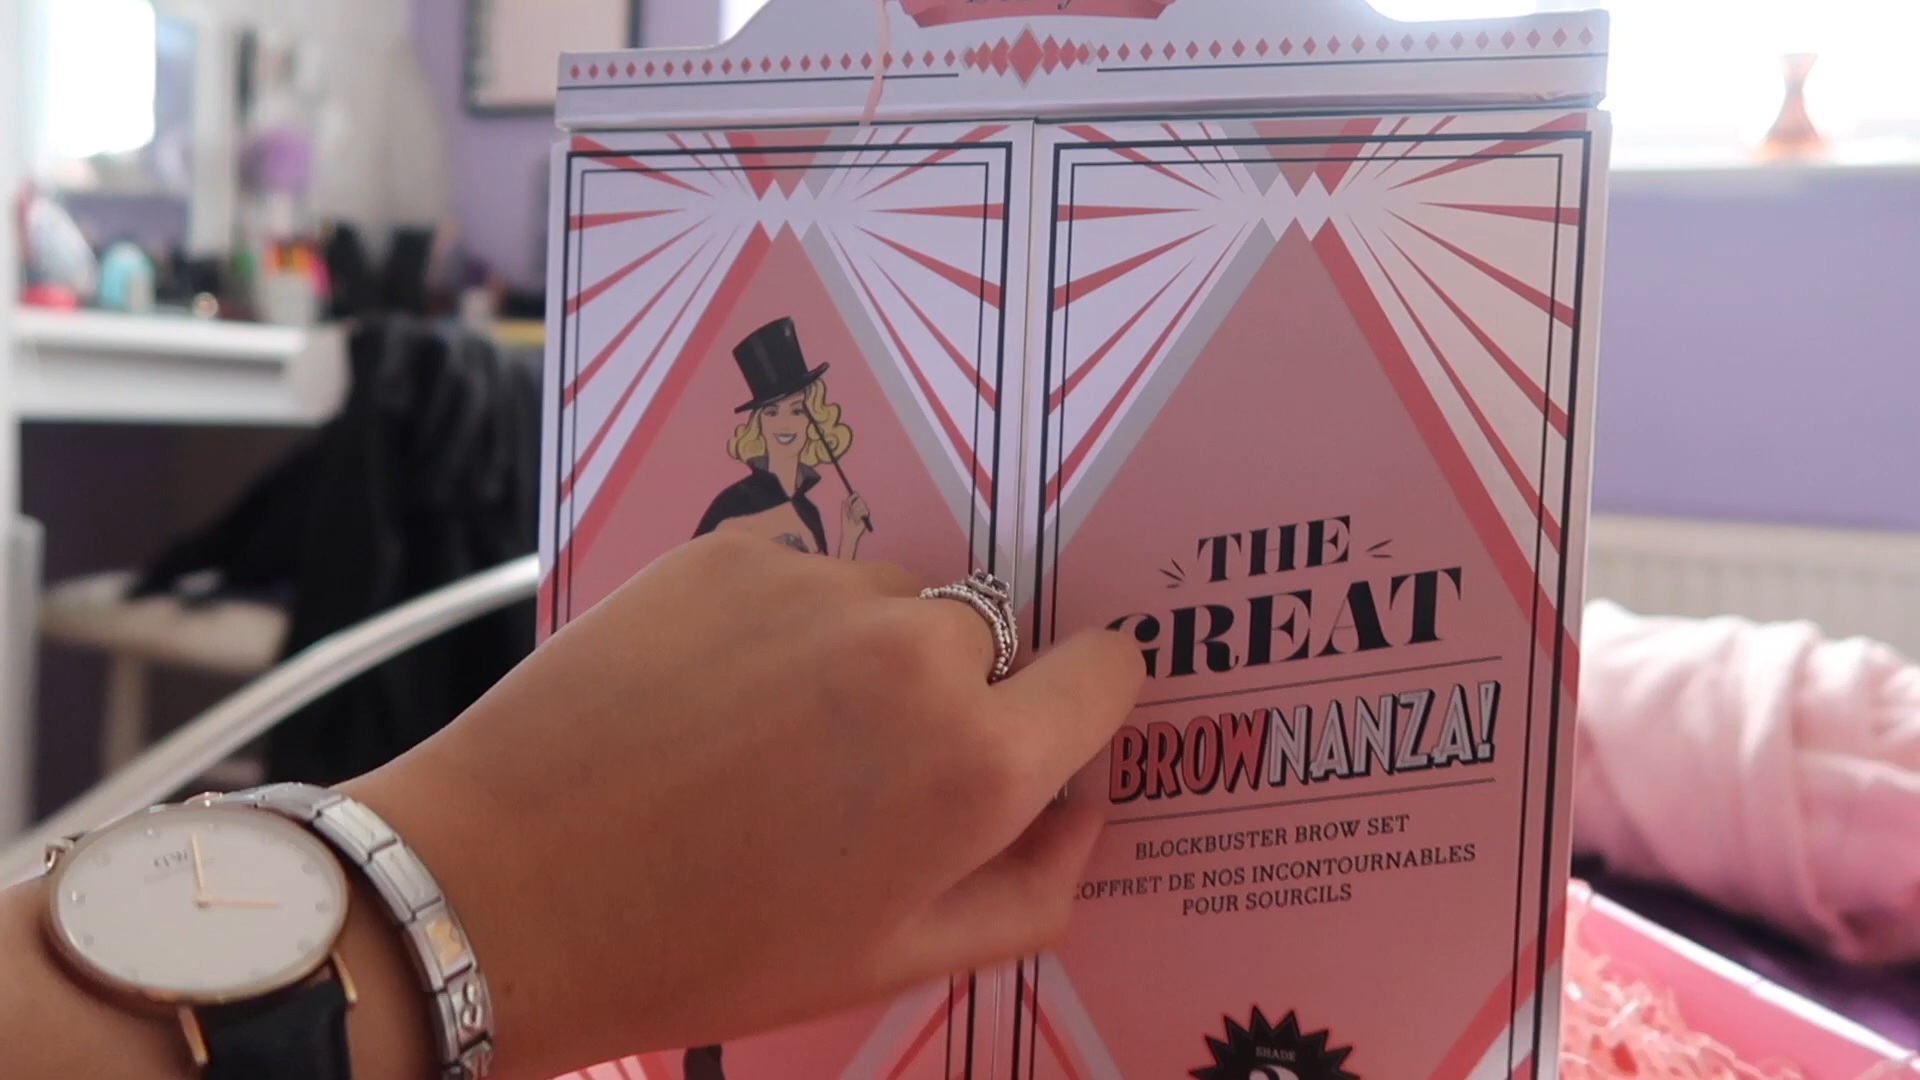 THE
GREAT
BROWNANZA!
BLOCKBUSTER BROW SET
COFFRET DE NOS INCONTOURNABLES
POUR SOURCILS
SHADE